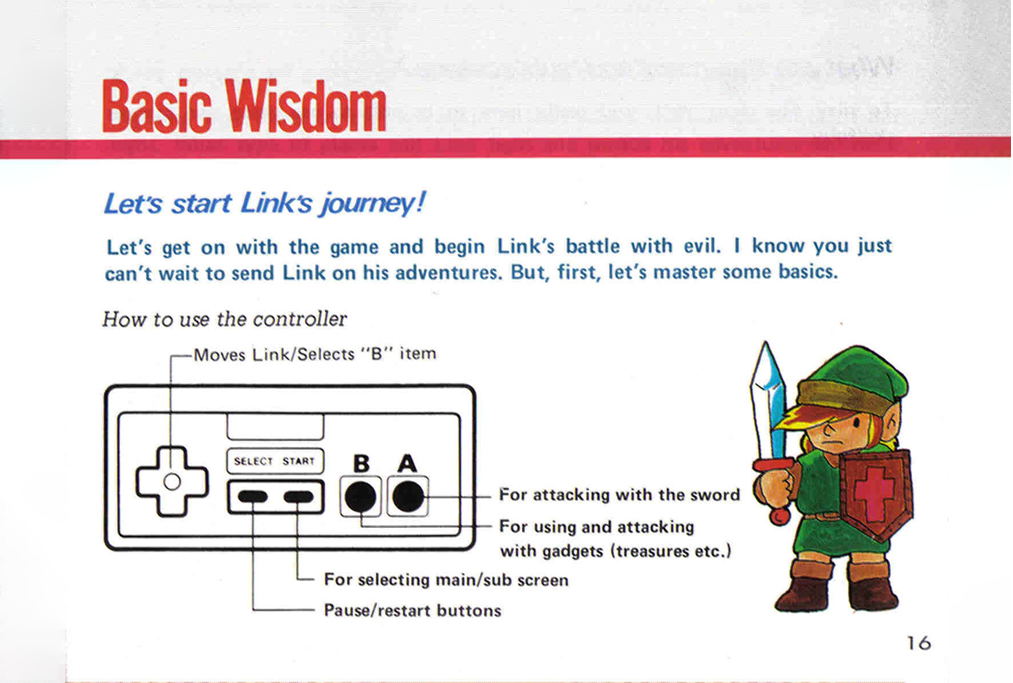 Basic Wisdom
Let's start Link's journey!
Let's get on with the game and begin Link's battle with evil. I know you just
can't wait to send Link on his adventures. But, first, let's master some basics.
How to use the controller
Moves Link/Selects "B" item
SELECT START
B A
For attacking with the sword
For using and attacking
with gadgets (treasures etc.)
For selecting main/sub screen
Pause/restart buttons
16